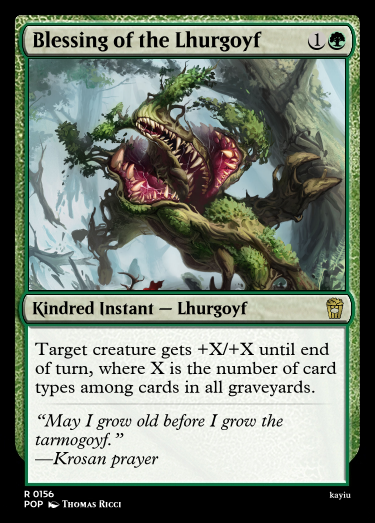 Blessing of the Lhurgoyf 1
Kindred Instant — Lhurgoyf
Target creature gets +X/+X until end
of turn, where X is the number of card
types among cards in all graveyards.
“May I grow old before I grow the
tarmogoyf.”
—Krosan prayer
R 0156
POP Thomas Ricci
kayiu